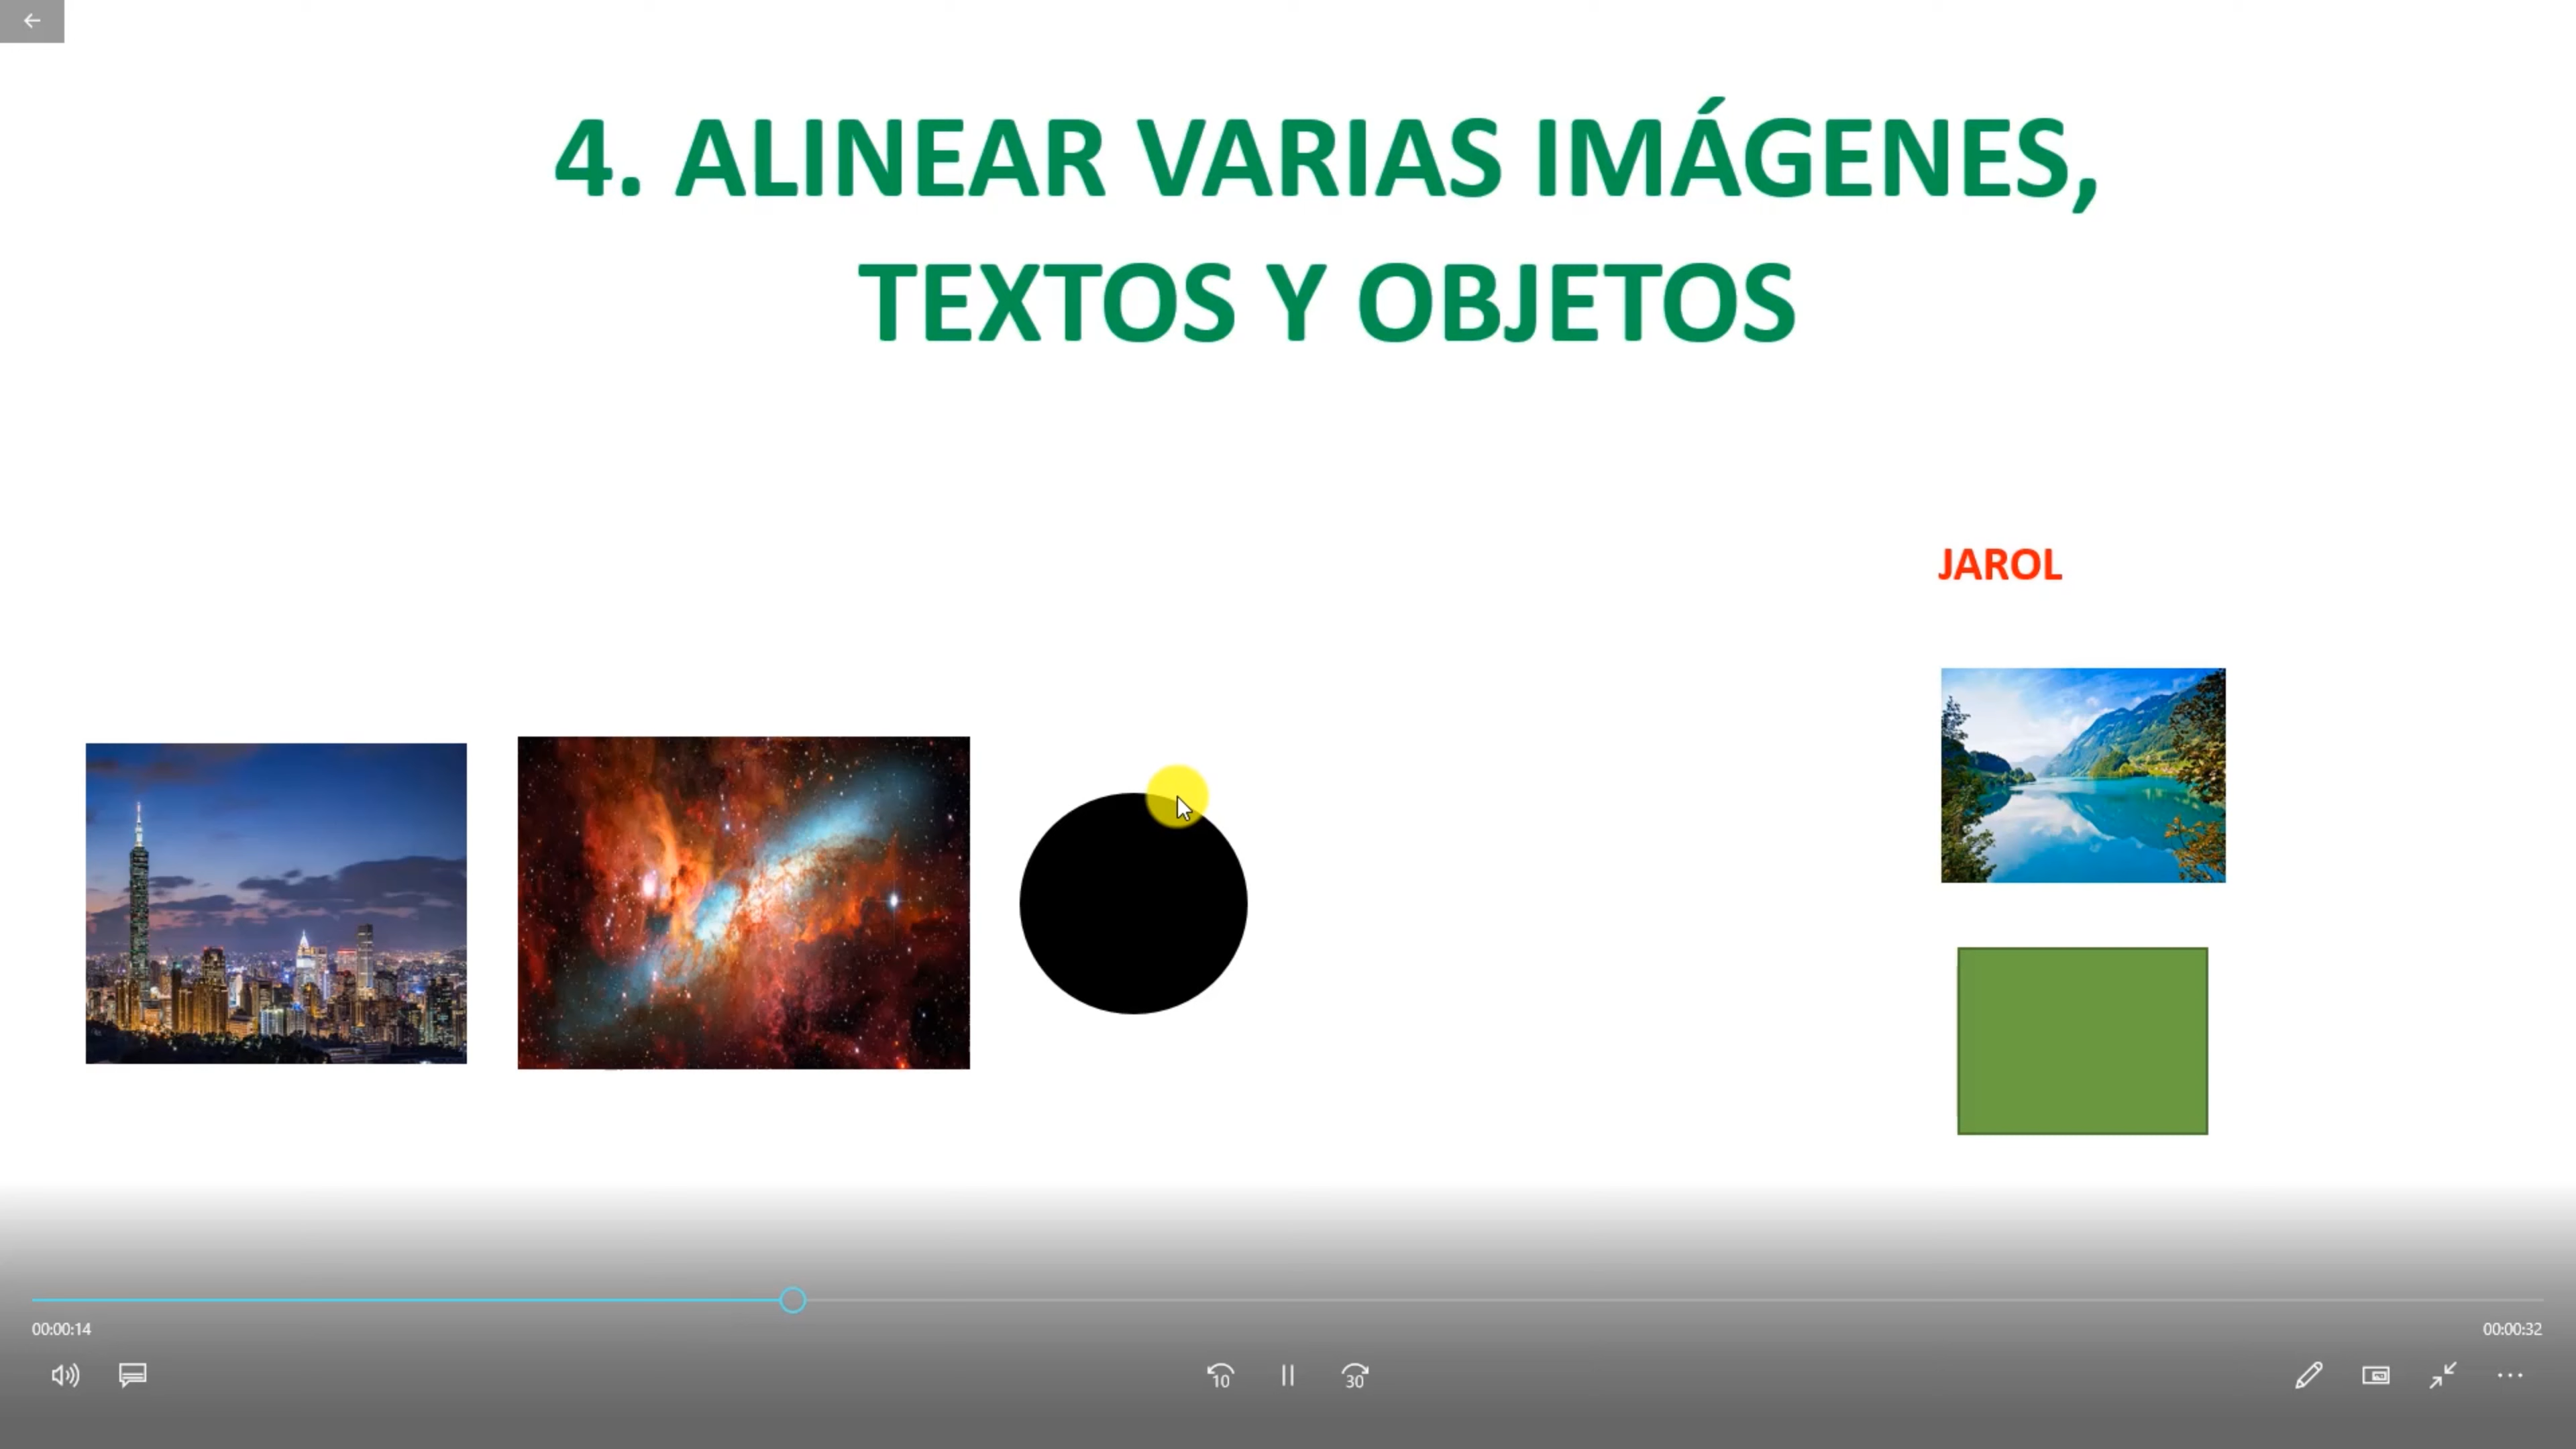 4. ALINEAR VARIAS IMÁGENES,
TEXTOS Y OBJETOS
JAROL
00:00:14
00:00:32
10
30